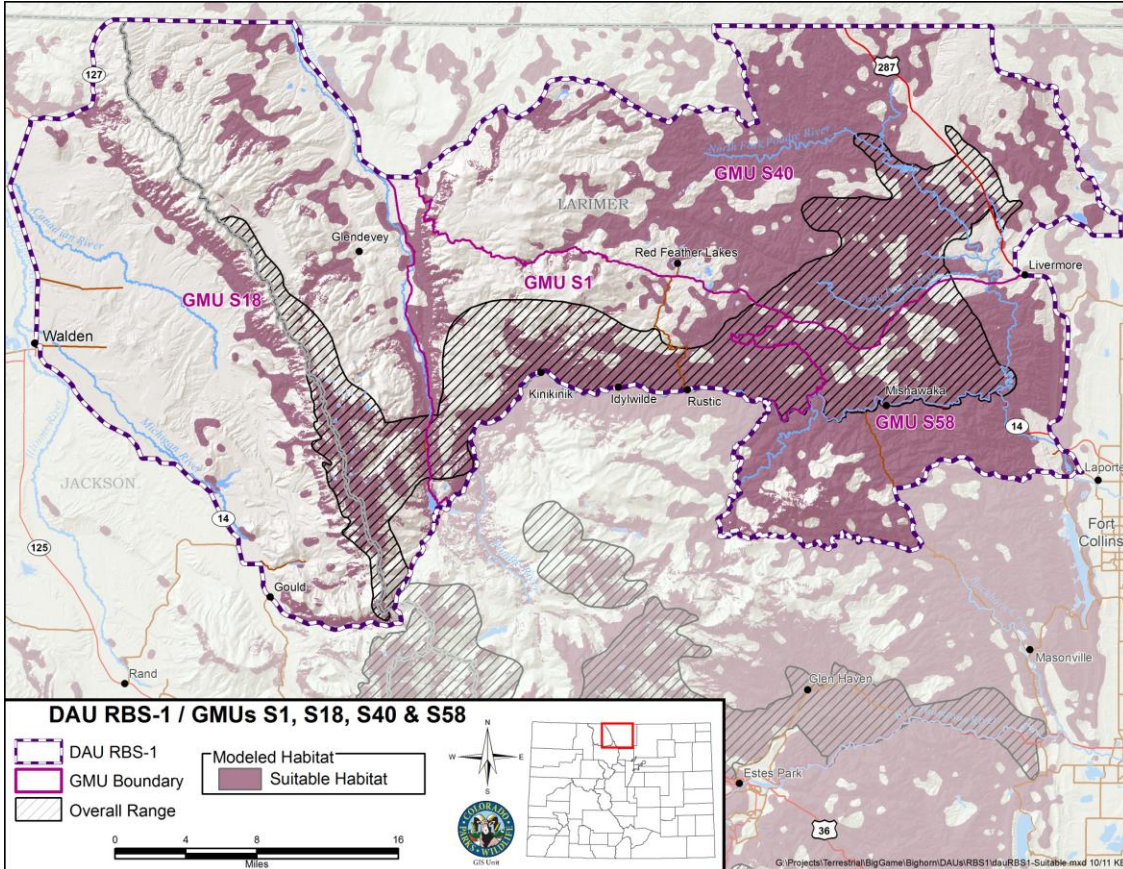 127
287
North Fork Poudre River
GMU S40
LARIMER
Canadian River
Glendevey
Red Feather Lakes
GMU S18
GMU S1
Livermore
Walden
Kinikinik
Idylwilde
Rustic
Mishawaka
GMU S58
Michigan River
14
Laporte
JACKSON
14
Fort
Collins
125
Gould
Masonville
Rand
Glen Haven
Estes Park
36
DAU RBS-1 / GMUs S1, S18, S40 & S58
DAU RBS-1
GMU Boundary
Overall Range
Modeled Habitat
Suitable Habitat
N
W
E
S
COLORADO
PARKS
WILDLIFE
GIS Unit
0 4 8 16
Miles
G:\Projects\Terrestrial\BigGame\Bighorn\DAUs\RBS1\dauRBS1-Suitable.mxd 10/11 KE